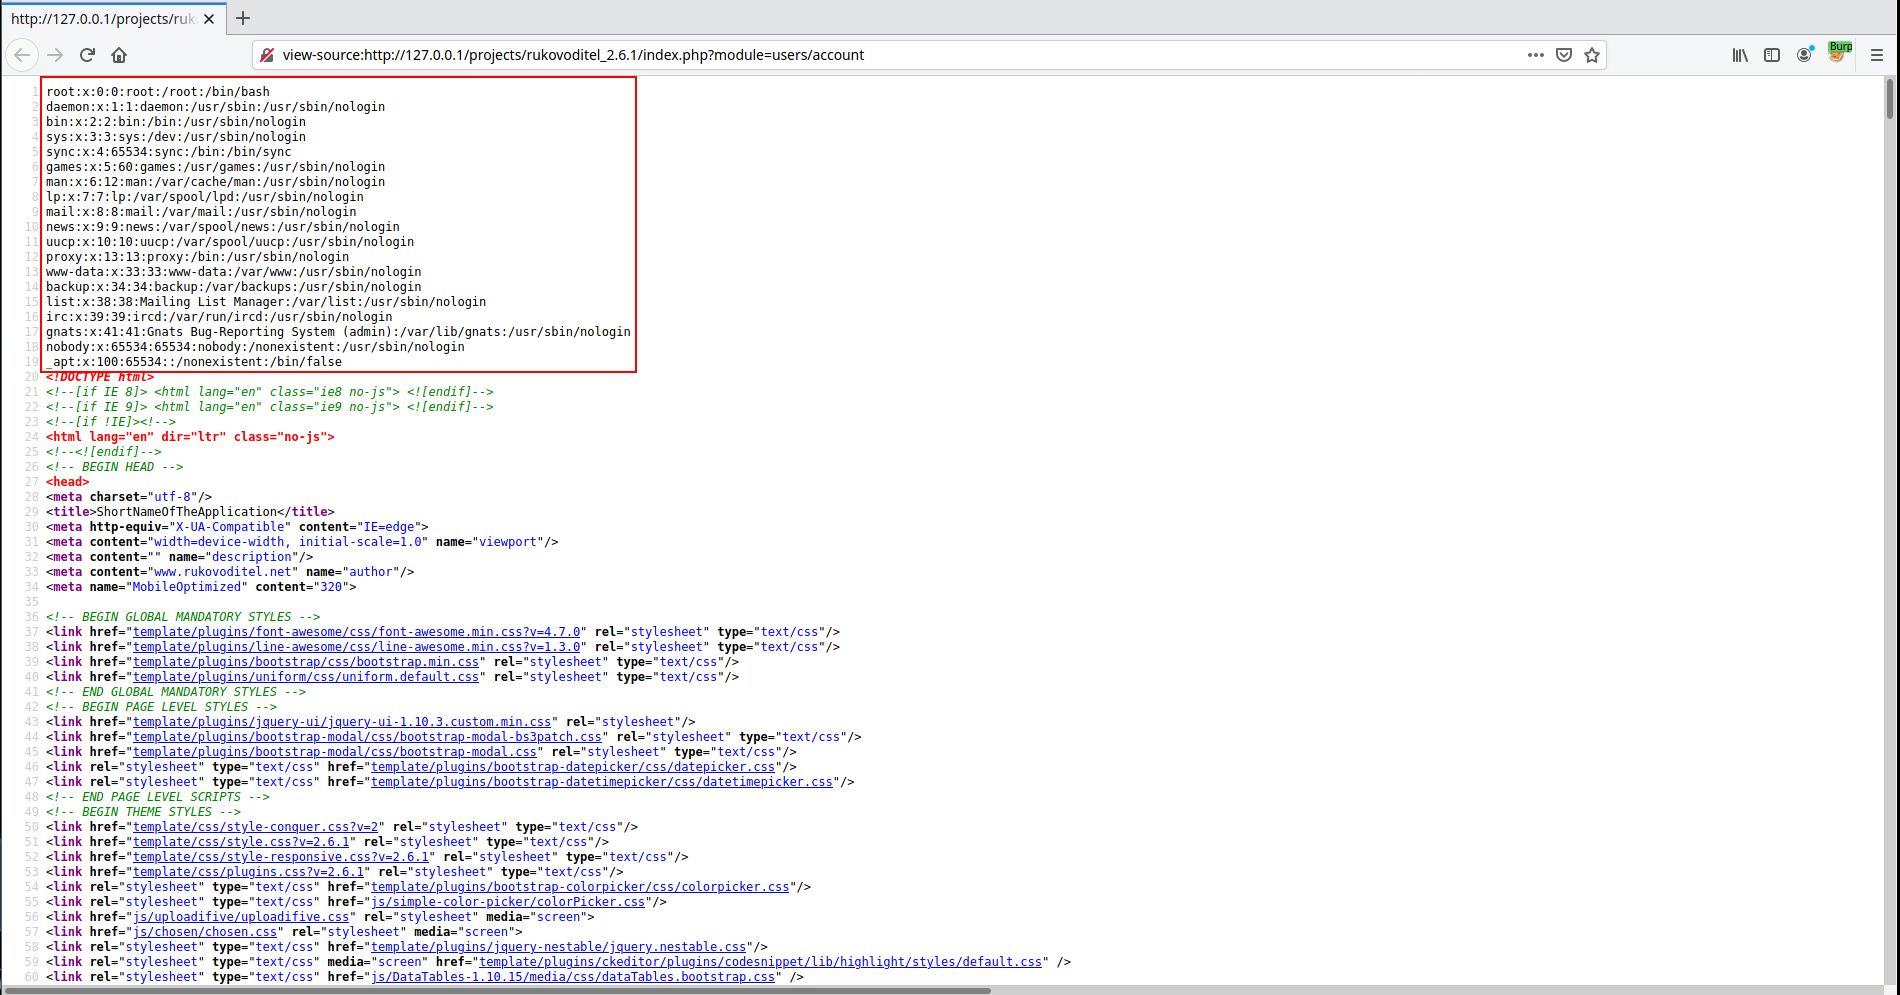 http://127.0.0.1/projects/ruk
view-source:http://127.0.0.1/projects/rukovoditel_2.6.1/index.php?module=users/account
Burp
1 root:x:0:0:root:/root:/bin/bash
2 daemon:x:1:1:daemon:/usr/sbin:/usr/sbin/nologin
3 bin:x:2:2:bin:/bin:/usr/sbin/nologin
4 sys:x:3:3:sys:/dev:/usr/sbin/nologin
5 sync:x:4:65534:sync:/bin:/bin/sync
6 games:x:5:60:games:/usr/games:/usr/sbin/nologin
7 man:x:6:12:man:/var/cache/man:/usr/sbin/nologin
8 lp:x:7:7:lp:/var/spool/lpd:/usr/sbin/nologin
9 mail:x:8:8:mail:/var/mail:/usr/sbin/nologin
10 news:x:9:9:news:/var/spool/news:/usr/sbin/nologin
11 uucp:x:10:10:uucp:/var/spool/uucp:/usr/sbin/nologin
12 proxy:x:13:13:proxy:/bin:/usr/sbin/nologin
13 www-data:x:33:33:www-data:/var/www:/usr/sbin/nologin
14 backup:x:34:34:backup:/var/backups:/usr/sbin/nologin
15 list:x:38:38:Mailing List Manager:/var/list:/usr/sbin/nologin
16 irc:x:39:39:ircd:/var/run/ircd:/usr/sbin/nologin
17 gnats:x:41:41:Gnats Bug-Reporting System (admin):/var/lib/gnats:/usr/sbin/nologin
18 nobody:x:65534:65534:nobody:/nonexistent:/usr/sbin/nologin
19 _apt:x:100:65534::/nonexistent:/bin/false
20 <!DOCTYPE html>
21 <!--[if IE 8]> <html lang="en" class="ie8 no-js"> <![endif]-->
22 <!--[if IE 9]> <html lang="en" class="ie9 no-js"> <![endif]-->
23 <!--[if !IE]><!-->
24 <html lang="en" dir="ltr" class="no-js">
25 <!--<![endif]-->
26 <!-- BEGIN HEAD -->
27 <head>
28 <meta charset="utf-8"/>
29 <title>ShortNameOfTheApplication</title>
30 <meta http-equiv="X-UA-Compatible" content="IE=edge">
31 <meta content="width=device-width, initial-scale=1.0" name="viewport"/>
32 <meta content="" name="description"/>
33 <meta content="www.rukovoditel.net" name="author"/>
34 <meta name="MobileOptimized" content="320">
35
36 <!-- BEGIN GLOBAL MANDATORY STYLES -->
37 <link href="template/plugins/font-awesome/css/font-awesome.min.css?v=4.7.0" rel="stylesheet" type="text/css"/>
38 <link href="template/plugins/line-awesome/css/line-awesome.min.css?v=1.3.0" rel="stylesheet" type="text/css"/>
39 <link href="template/plugins/bootstrap/css/bootstrap.min.css" rel="stylesheet" type="text/css"/>
40 <link href="template/plugins/uniform/css/uniform.default.css" rel="stylesheet" type="text/css"/>
41 <!-- END GLOBAL MANDATORY STYLES -->
42 <!-- BEGIN PAGE LEVEL STYLES -->
43 <link href="template/plugins/jquery-ui/jquery-ui-1.10.3.custom.min.css" rel="stylesheet"/>
44 <link href="template/plugins/bootstrap-modal/css/bootstrap-modal-bs3patch.css" rel="stylesheet" type="text/css"/>
45 <link href="template/plugins/bootstrap-modal/css/bootstrap-modal.css" rel="stylesheet" type="text/css"/>
46 <link rel="stylesheet" type="text/css" href="template/plugins/bootstrap-datepicker/css/datepicker.css"/>
47 <link rel="stylesheet" type="text/css" href="template/plugins/bootstrap-datetimepicker/css/datetimepicker.css"/>
48 <!-- END PAGE LEVEL SCRIPTS -->
49 <!-- BEGIN THEME STYLES -->
50 <link href="template/css/style-conquer.css?v=2" rel="stylesheet" type="text/css"/>
51 <link href="template/css/style.css?v=2.6.1" rel="stylesheet" type="text/css"/>
52 <link href="template/css/style-responsive.css?v=2.6.1" rel="stylesheet" type="text/css"/>
53 <link href="template/css/plugins.css?v=2.6.1" rel="stylesheet" type="text/css"/>
54 <link rel="stylesheet" type="text/css" href="template/plugins/bootstrap-colorpicker/css/colorpicker.css"/>
55 <link rel="stylesheet" type="text/css" href="js/simple-color-picker/colorPicker.css"/>
56 <link href="js/uploadifive/uploadifive.css" rel="stylesheet" media="screen">
57 <link href="js/chosen/chosen.css" rel="stylesheet" media="screen">
58 <link rel="stylesheet" type="text/css" href="template/plugins/jquery-nestable/jquery.nestable.css"/>
59 <link rel="stylesheet" type="text/css" media="screen" href="template/plugins/ckeditor/plugins/codesnippet/lib/highlight/styles/default.css" />
60 <link rel="stylesheet" type="text/css" href="js/DataTables-1.10.15/media/css/dataTables.bootstrap.css" />